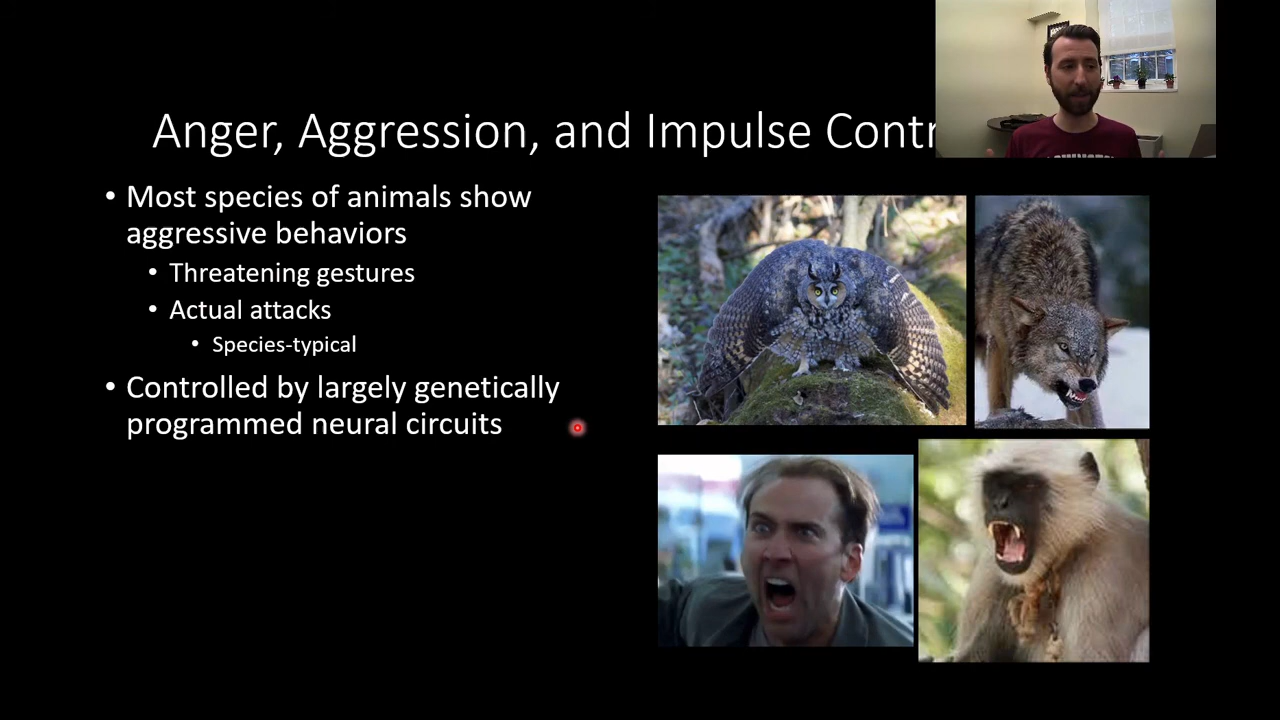 Anger, Aggression, and Impulse Contr
• Most species of animals show
aggressive behaviors
• Threatening gestures
• Actual attacks
• Species-typical
• Controlled by largely genetically
programmed neural circuits